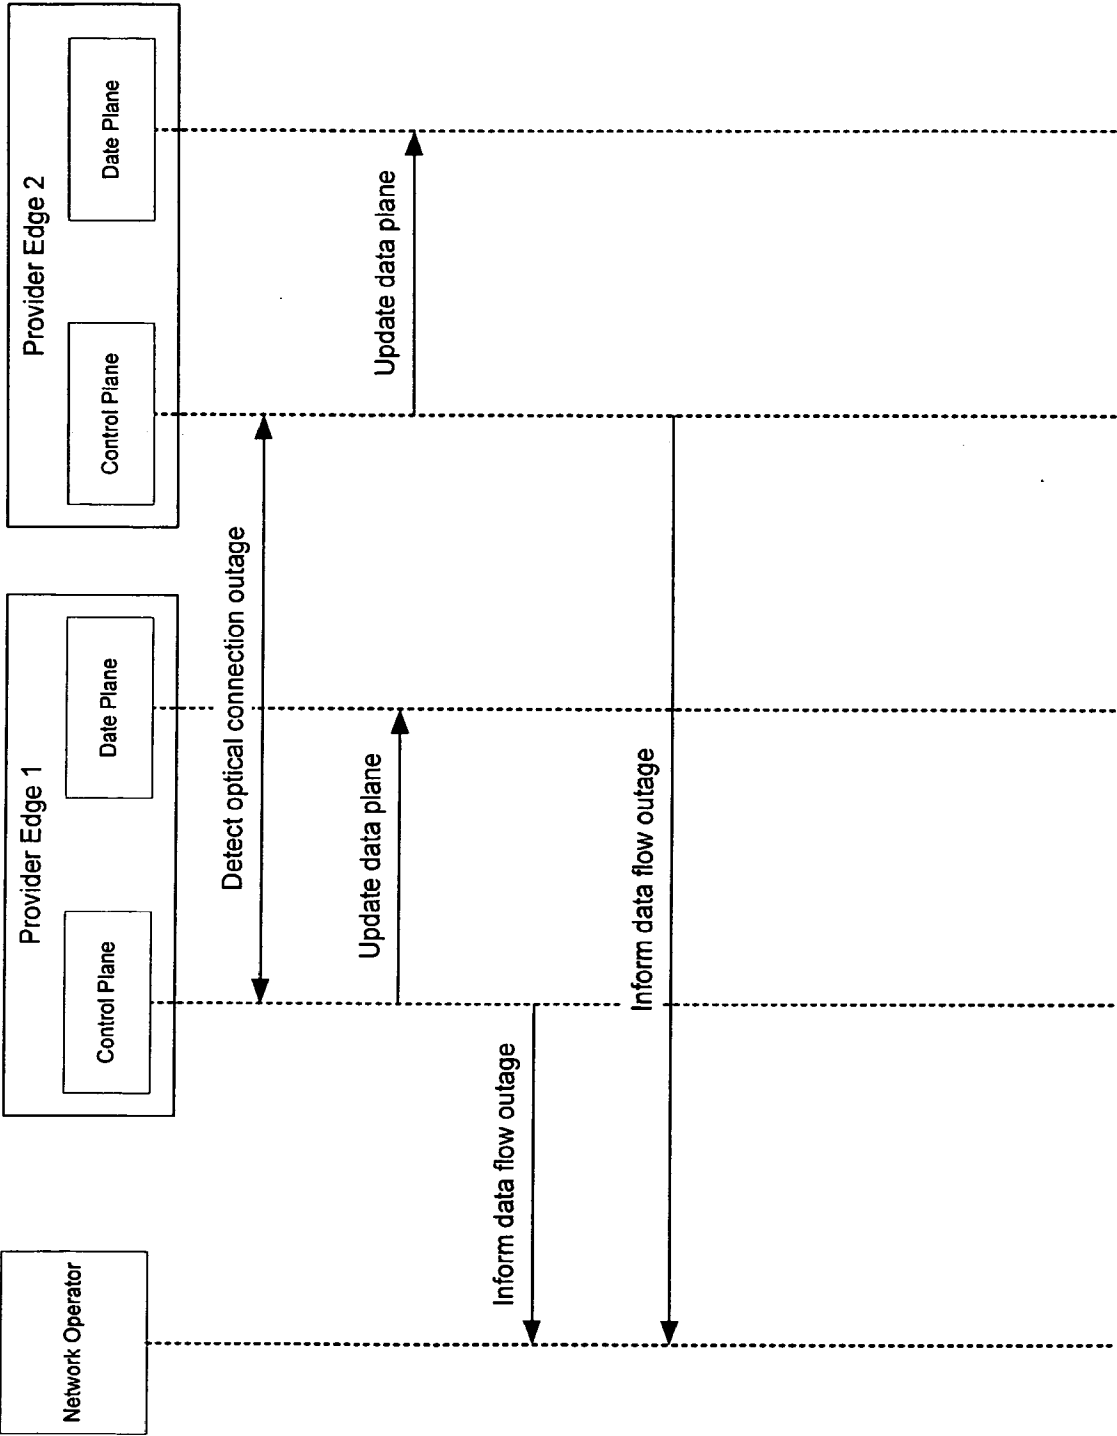 Network Operator
Provider Edge 1
Control Plane
Date Plane
Provider Edge 2
Control Plane
Date Plane
Detect optical connection outage
Update data plane
Update data plane
Inform data flow outage
Inform data flow outage